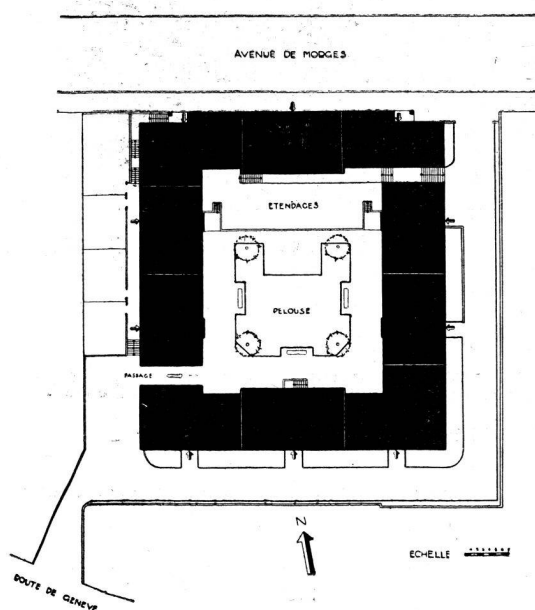 AVENUE DE MORGES
ETENDAGES
PELOUSE
PASSAGE
N
ECHELLE
ROUTE DE GENEVE